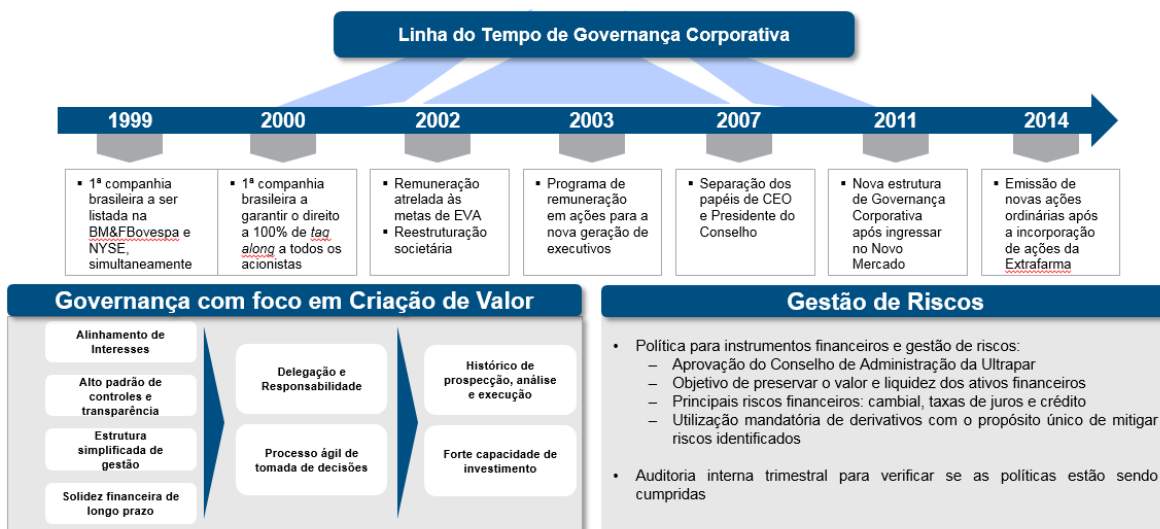 Linha do Tempo de Governança Corporativa
1999
2000
2002
2003
2007
2011
2014
▪ 1ª companhia
brasileira a ser
listada na
BM&FBovespa e
NYSE,
simultaneamente
▪ 1ª companhia
brasileira a
garantir o direito
a 100% de tag
along a todos os
acionistas
▪ Remuneração
atrelada às
metas de EVA
▪ Reestruturação
societária
▪ Programa de
remuneração
em ações para a
nova geração de
executivos
▪ Separação dos
papéis de CEO
e Presidente do
Conselho
▪ Nova estrutura
de Governança
Corporativa
após ingressar
no Novo
Mercado
▪ Emissão de
novas ações
ordinárias após
a incorporação
de ações da
Extrafarma
Governança com foco em Criação de Valor
Alinhamento de
Interesses
Alto padrão de
controles e
transparência
Estrutura
simplificada de
gestão
Solidez financeira de
longo prazo
Delegação e
Responsabilidade
Processo ágil de
tomada de decisões
Histórico de
prospecção, análise
e execução
Forte capacidade de
investimento
Gestão de Riscos
• Política para instrumentos financeiros e gestão de riscos:
– Aprovação do Conselho de Administração da Ultrapar
– Objetivo de preservar o valor e liquidez dos ativos financeiros
– Principais riscos financeiros: cambial, taxas de juros e crédito
– Utilização mandatória de derivativos com o propósito único de mitigar
riscos identificados
• Auditoria interna trimestral para verificar se as políticas estão sendo
cumpridas